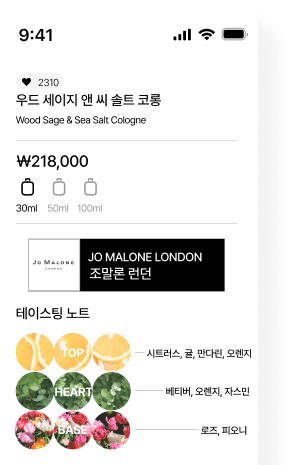 9:41
2310
우드 세이지 앤 씨 솔트 코롱
Wood Sage & Sea Salt Cologne
₩218,000
30ml 50ml 100ml
JO MALONE
LONDON
JO MALONE LONDON
조말론 런던
테이스팅 노트
TOP
시트러스, 귤, 만다린, 오렌지
HEART
베티버, 오렌지, 자스민
BASE
로즈, 피오니